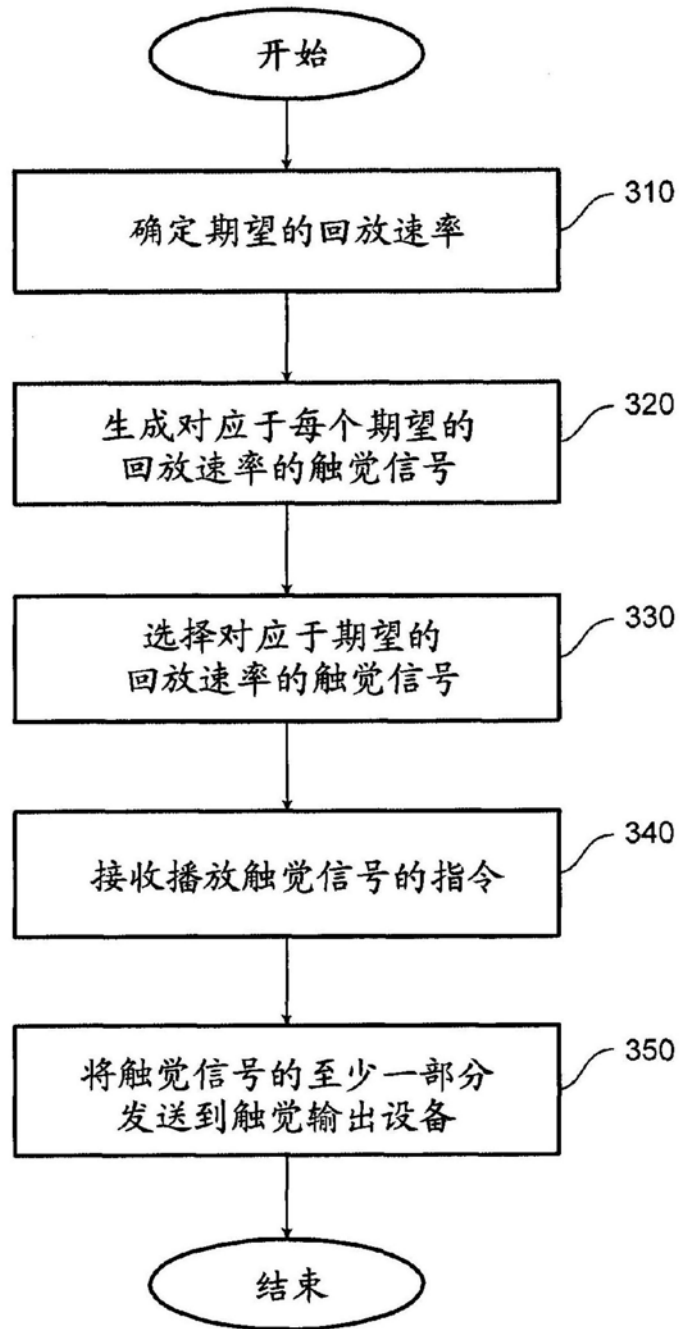 开始
310
确定期望的回放速率
320
生成对应于每个期望的
回放速率的触觉信号
330
选择对应于期望的
回放速率的触觉信号
340
接收播放触觉信号的指令
350
将触觉信号的至少一部分
发送到触觉输出设备
结束